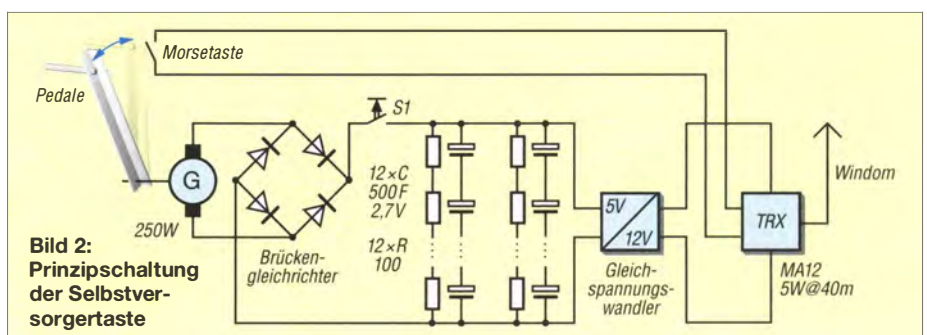 Morsetaste
Pedale
S1
G
250W
Brücken-
gleichrichter
12×C
500F
2,7V
12×R
100
5V
12V
Gleich-
spannungs-
wandler
TRX
MA12
5W@40m
Windom
Bild 2:
Prinzipschaltung
der Selbstver-
sorgertaste